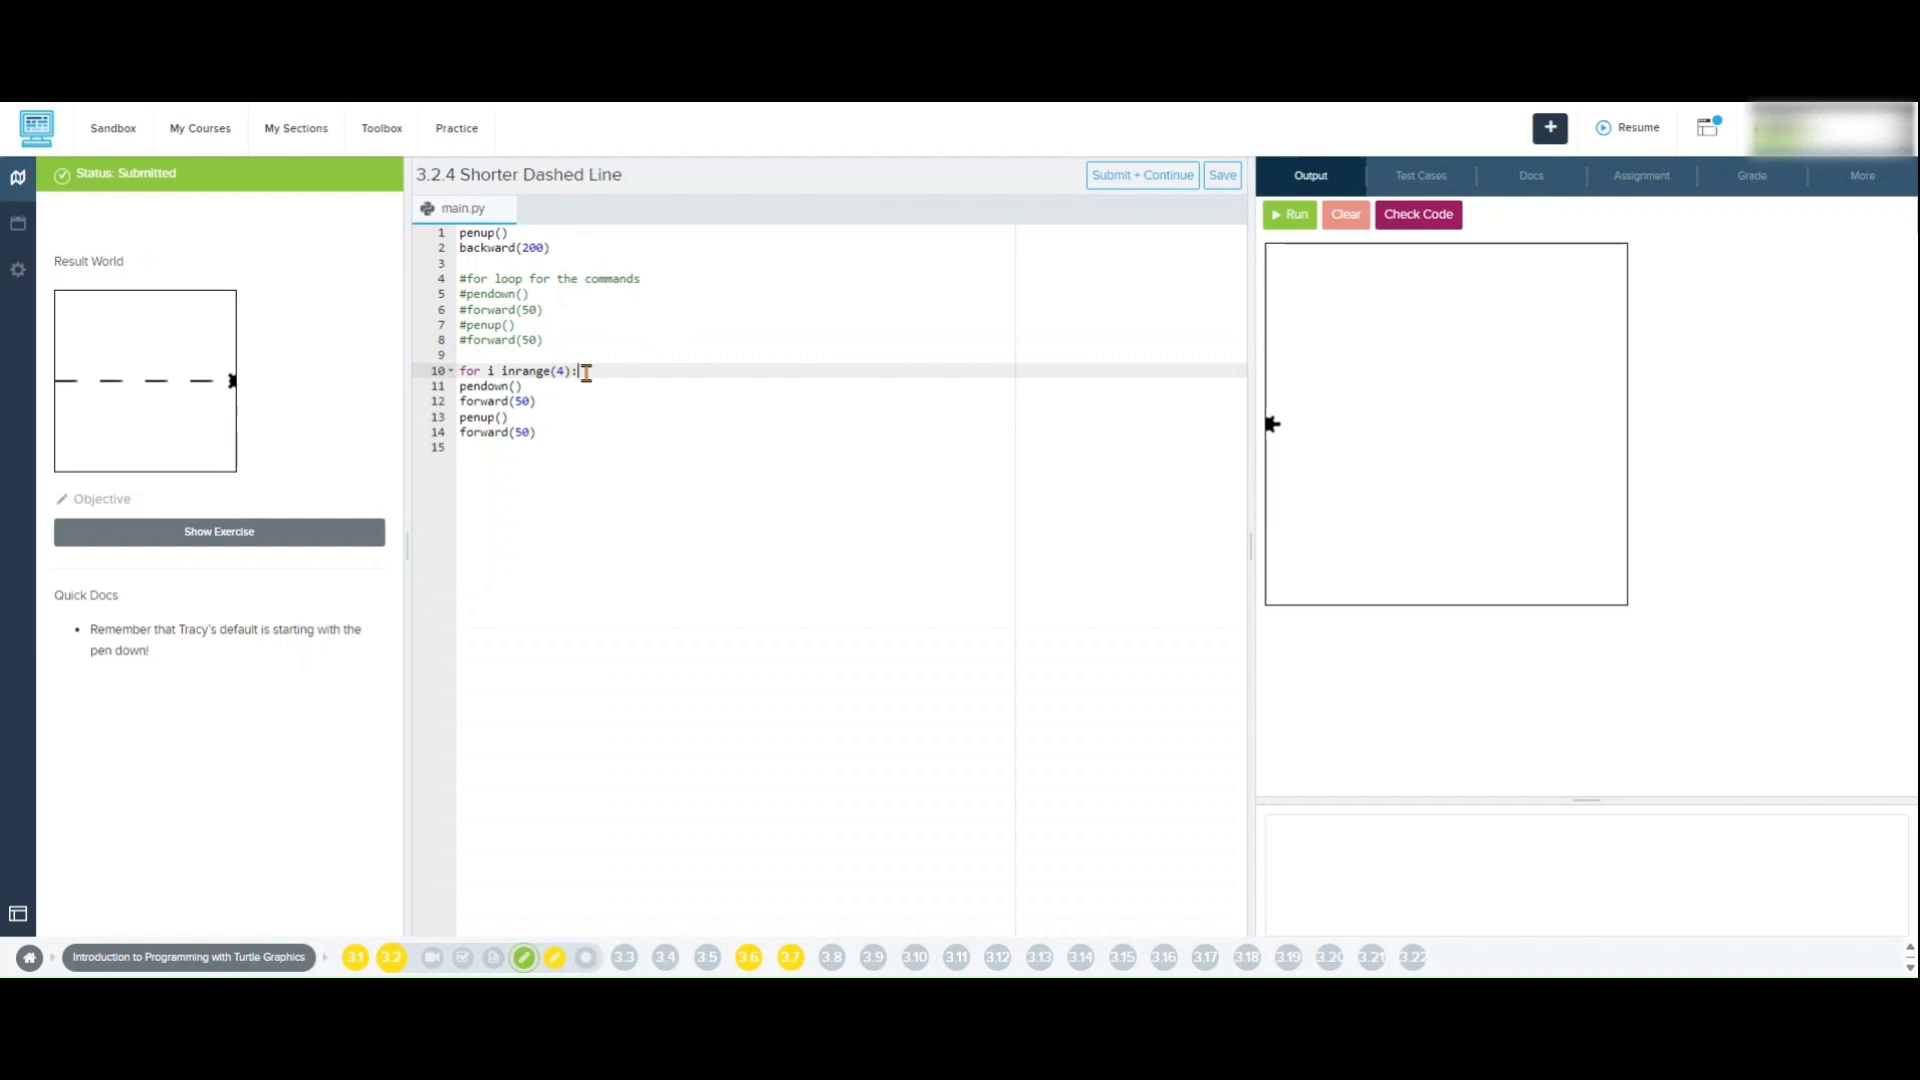 Sandbox
My Courses
My Sections
Toolbox
Practice
+
Resume
Status: Submitted
Result World
Objective
Show Exercise
Quick Docs
• Remember that Tracy's default is starting with the
pen down!
3.2.4 Shorter Dashed Line
Submit + Continue
Save
main.py
1 penup()
2 backward(200)
3
4 #for loop for the commands
5 #pendown()
6 #forward(50)
7 #penup()
8 #forward(50)
9
10 for i inrange(4):
11 pendown()
12 forward(50)
13 penup()
14 forward(50)
15
Output
Test Cases
Docs
Assignment
Grade
More
Run
Clear
Check Code
Introduction to Programming with Turtle Graphics
3.1 3.2 3.3 3.4 3.5 3.6 3.7 3.8 3.9 3.10 3.11 3.12 3.13 3.14 3.15 3.16 3.17 3.18 3.19 3.20 3.21 3.22